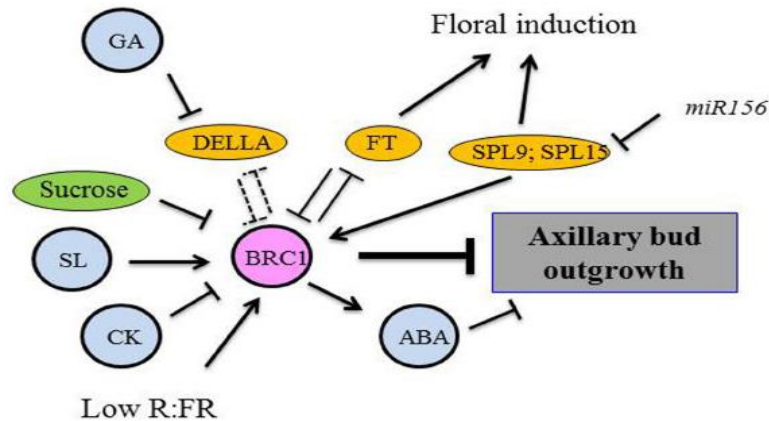 GA
Floral induction
miR156
DELLA
FT
SPL9; SPL15
Sucrose
SL
BRC1
Axillary bud
outgrowth
CK
ABA
Low R:FR